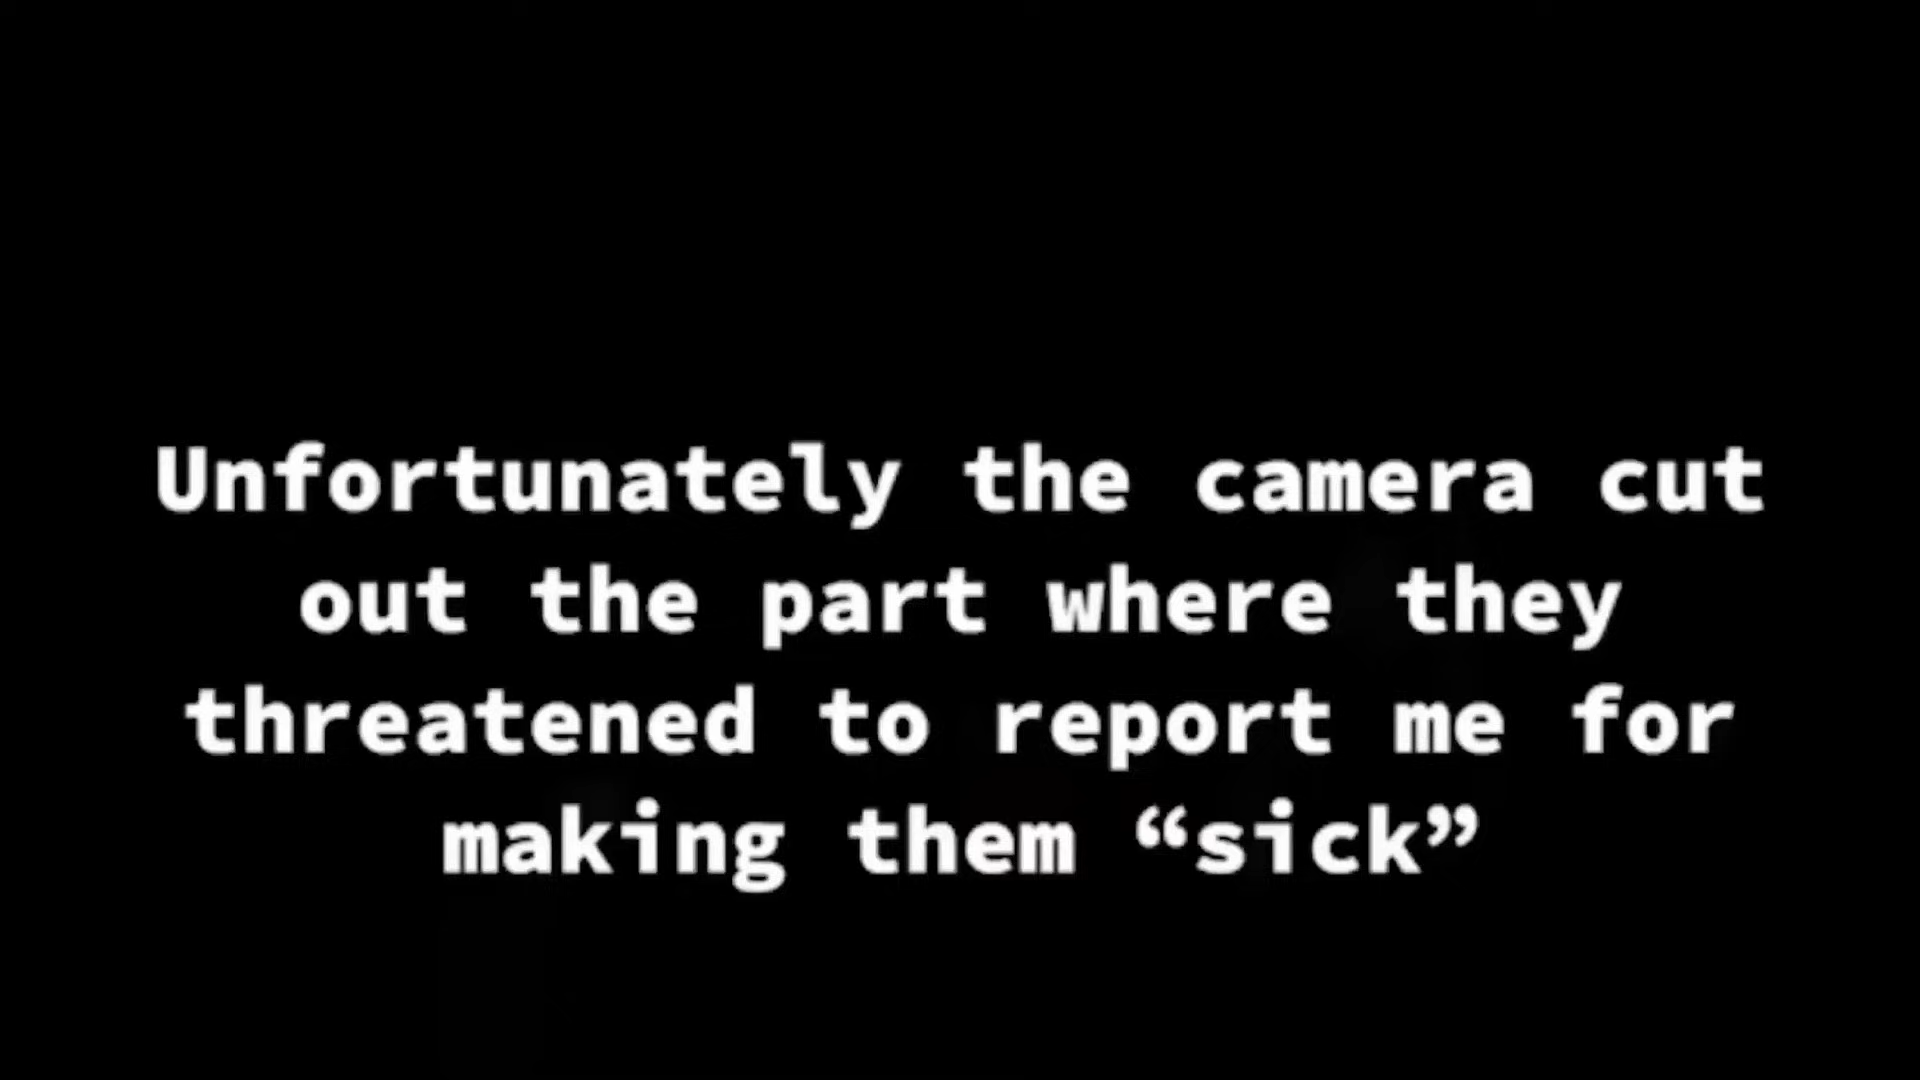 Unfortunately the camera cut
out the part where they
threatened to report me for
making them “sick”